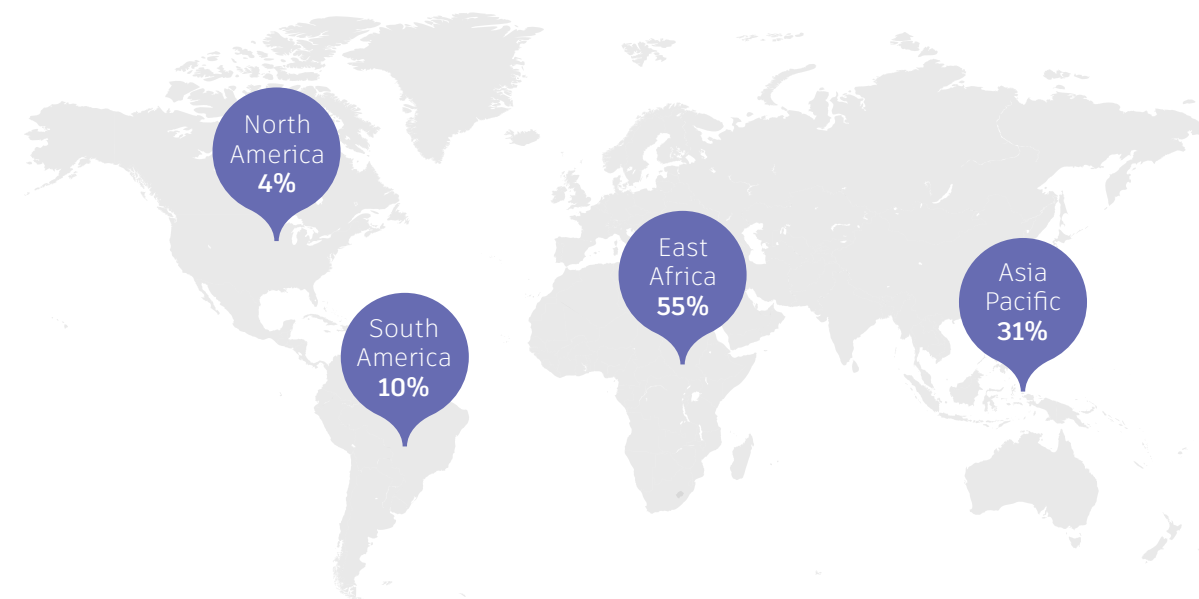 North
America
4%
South
America
10%
East
Africa
55%
Asia
Pacific
31%